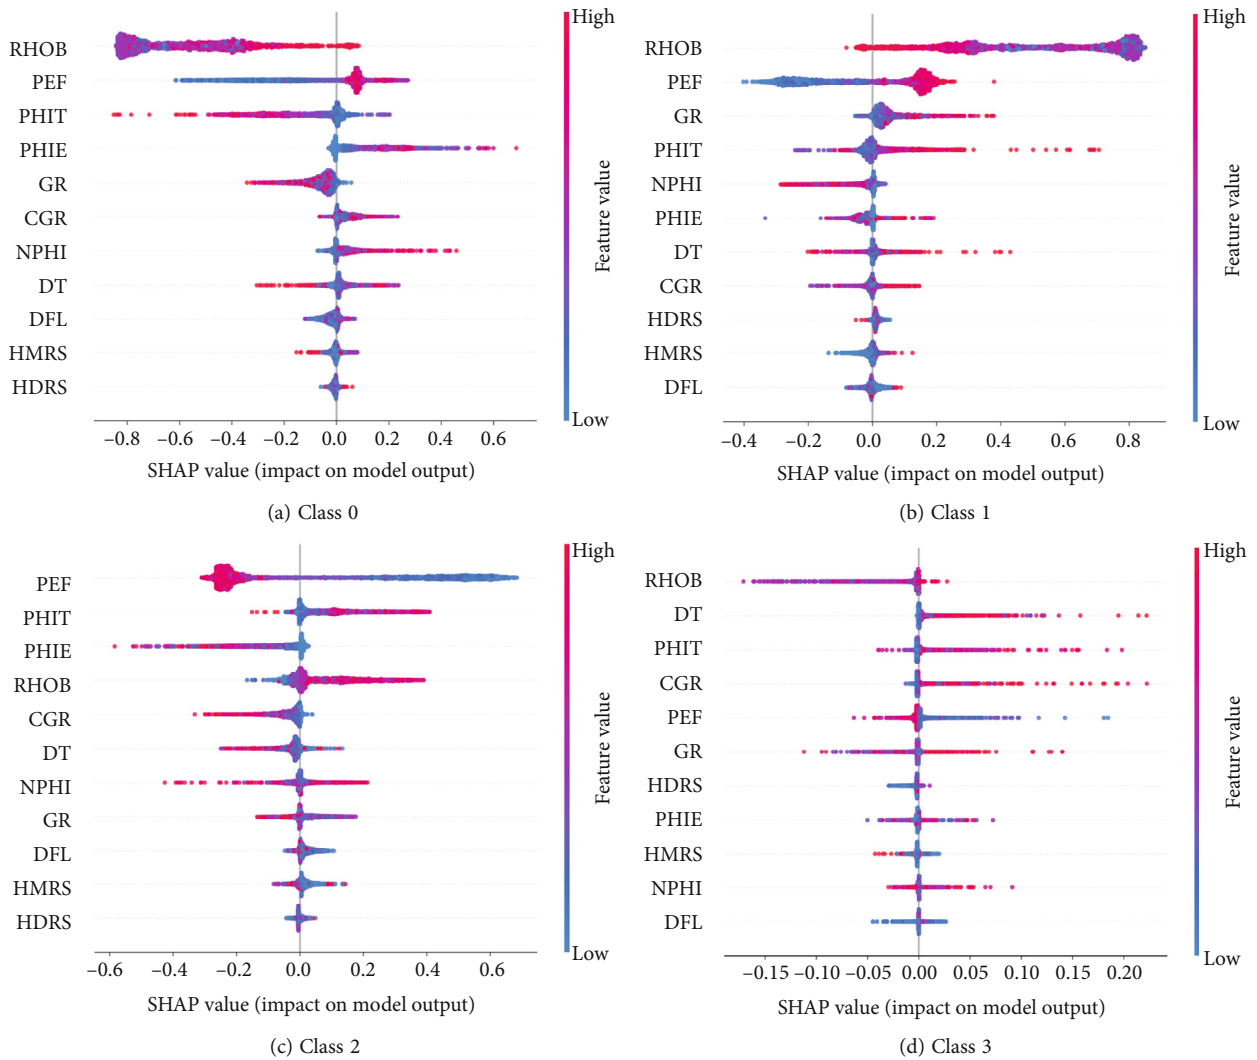 High
RHOB
PEF
PHIT
PHIE
GR
CGR
NPHI
DT
DFL
HMRS
HDRS
Low
Feature value
−0.8 −0.6 −0.4 −0.2 0.0 0.2 0.4 0.6
SHAP value (impact on model output)
(a) Class 0
High
RHOB
PEF
GR
PHIT
NPHI
PHIE
DT
CGR
HDRS
HMRS
DFL
Low
Feature value
−0.4 −0.2 0.0 0.2 0.4 0.6 0.8
SHAP value (impact on model output)
(b) Class 1
High
PEF
PHIT
PHIE
RHOB
CGR
DT
NPHI
GR
DFL
HMRS
HDRS
Low
Feature value
−0.6 −0.4 −0.2 0.0 0.2 0.4 0.6
SHAP value (impact on model output)
(c) Class 2
High
RHOB
DT
PHIT
CGR
PEF
GR
HDRS
PHIE
HMRS
NPHI
DFL
Low
Feature value
−0.15 −0.10 −0.05 0.00 0.05 0.10 0.15 0.20
SHAP value (impact on model output)
(d) Class 3